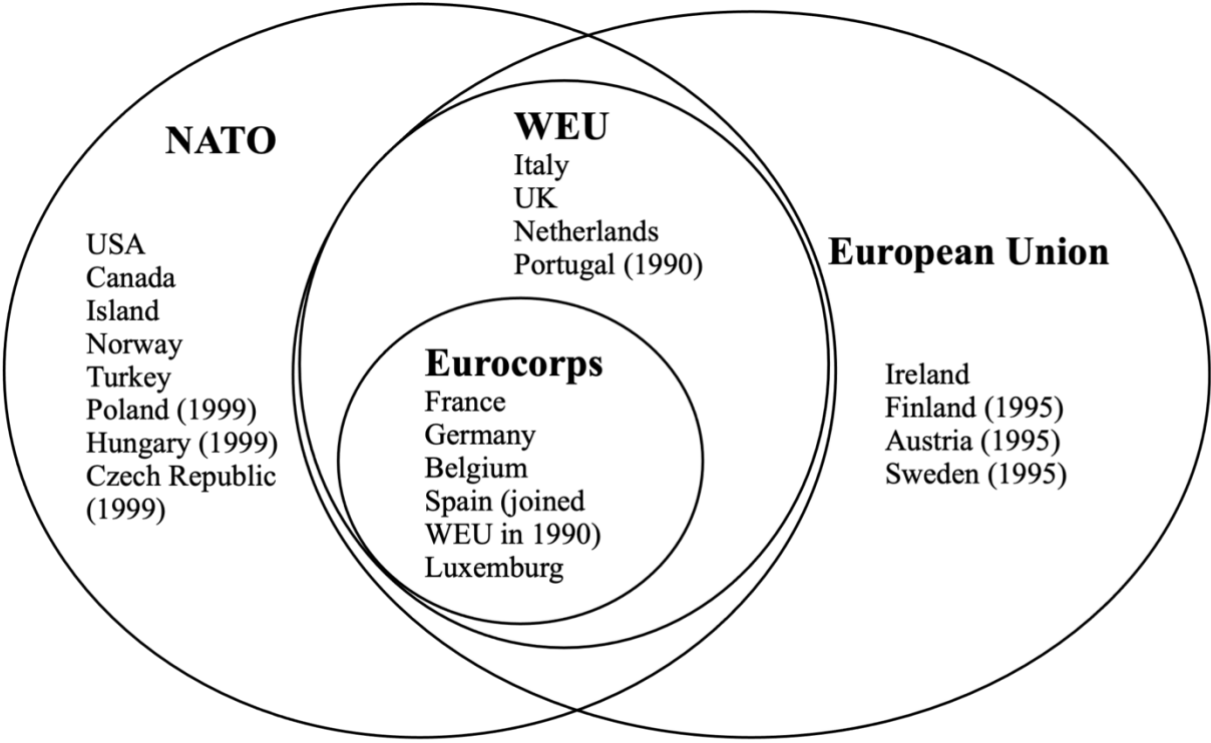 NATO
USA
Canada
Island
Norway
Turkey
Poland (1999)
Hungary (1999)
Czech Republic
(1999)
WEU
Italy
UK
Netherlands
Portugal (1990)
Eurocorps
France
Germany
Belgium
Spain (joined
WEU in 1990)
Luxemburg
European Union
Ireland
Finland (1995)
Austria (1995)
Sweden (1995)